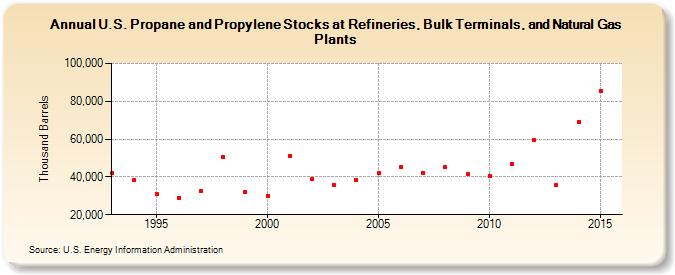 Annual U.S. Propane and Propylene Stocks at Refineries, Bulk Terminals, and Natural Gas
Plants
Thousand Barrels
100,000
80,000
60,000
40,000
20,000
1995
2000
2005
2010
2015
Source: U.S. Energy Information Administration